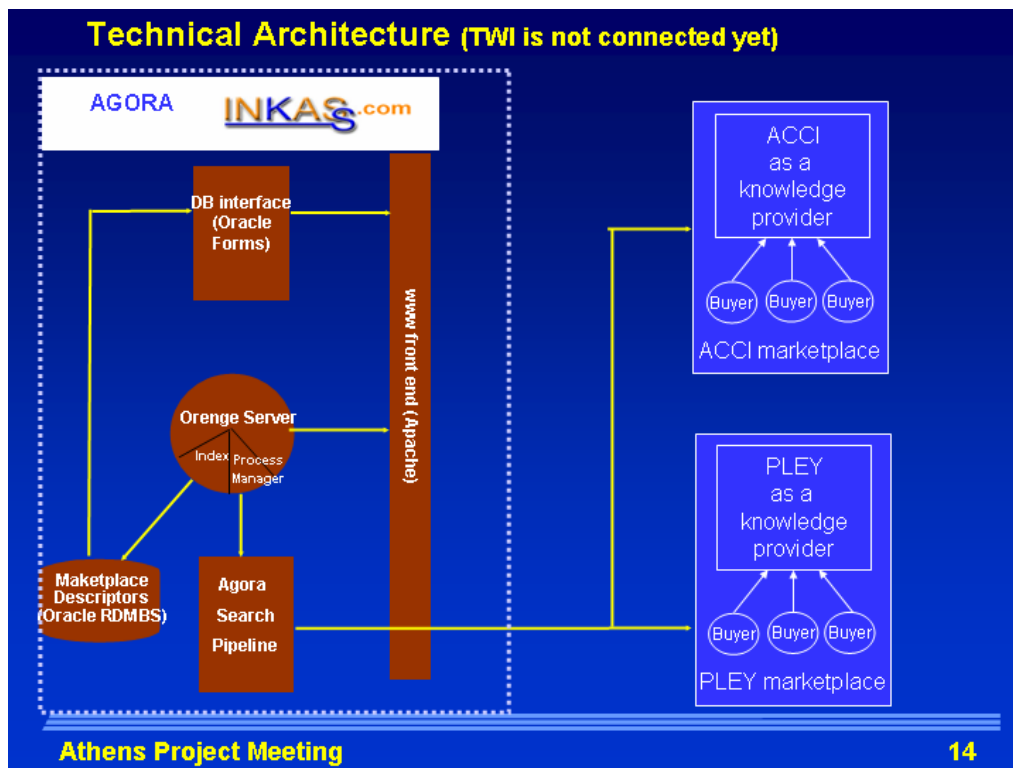 Technical Architecture (TWI is not connected yet)
AGORA
INKASS.com
DB interface
(Oracle
Forms)
www front end (Apache)
Orenge Server
Index
Process
Manager
Maketplace
Descriptors
(Oracle RDMBS)
Agora
Search
Pipeline
ACCI
as a
knowledge
provider
Buyer
Buyer
Buyer
ACCI marketplace
PLEY
as a
knowledge
provider
Buyer
Buyer
Buyer
PLEY marketplace
Athens Project Meeting
14